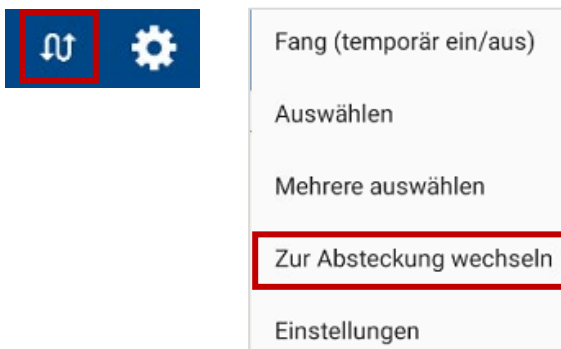 Fang (temporär ein/aus)
Auswählen
Mehrere auswählen
Zur Absteckung wechseln
Einstellungen